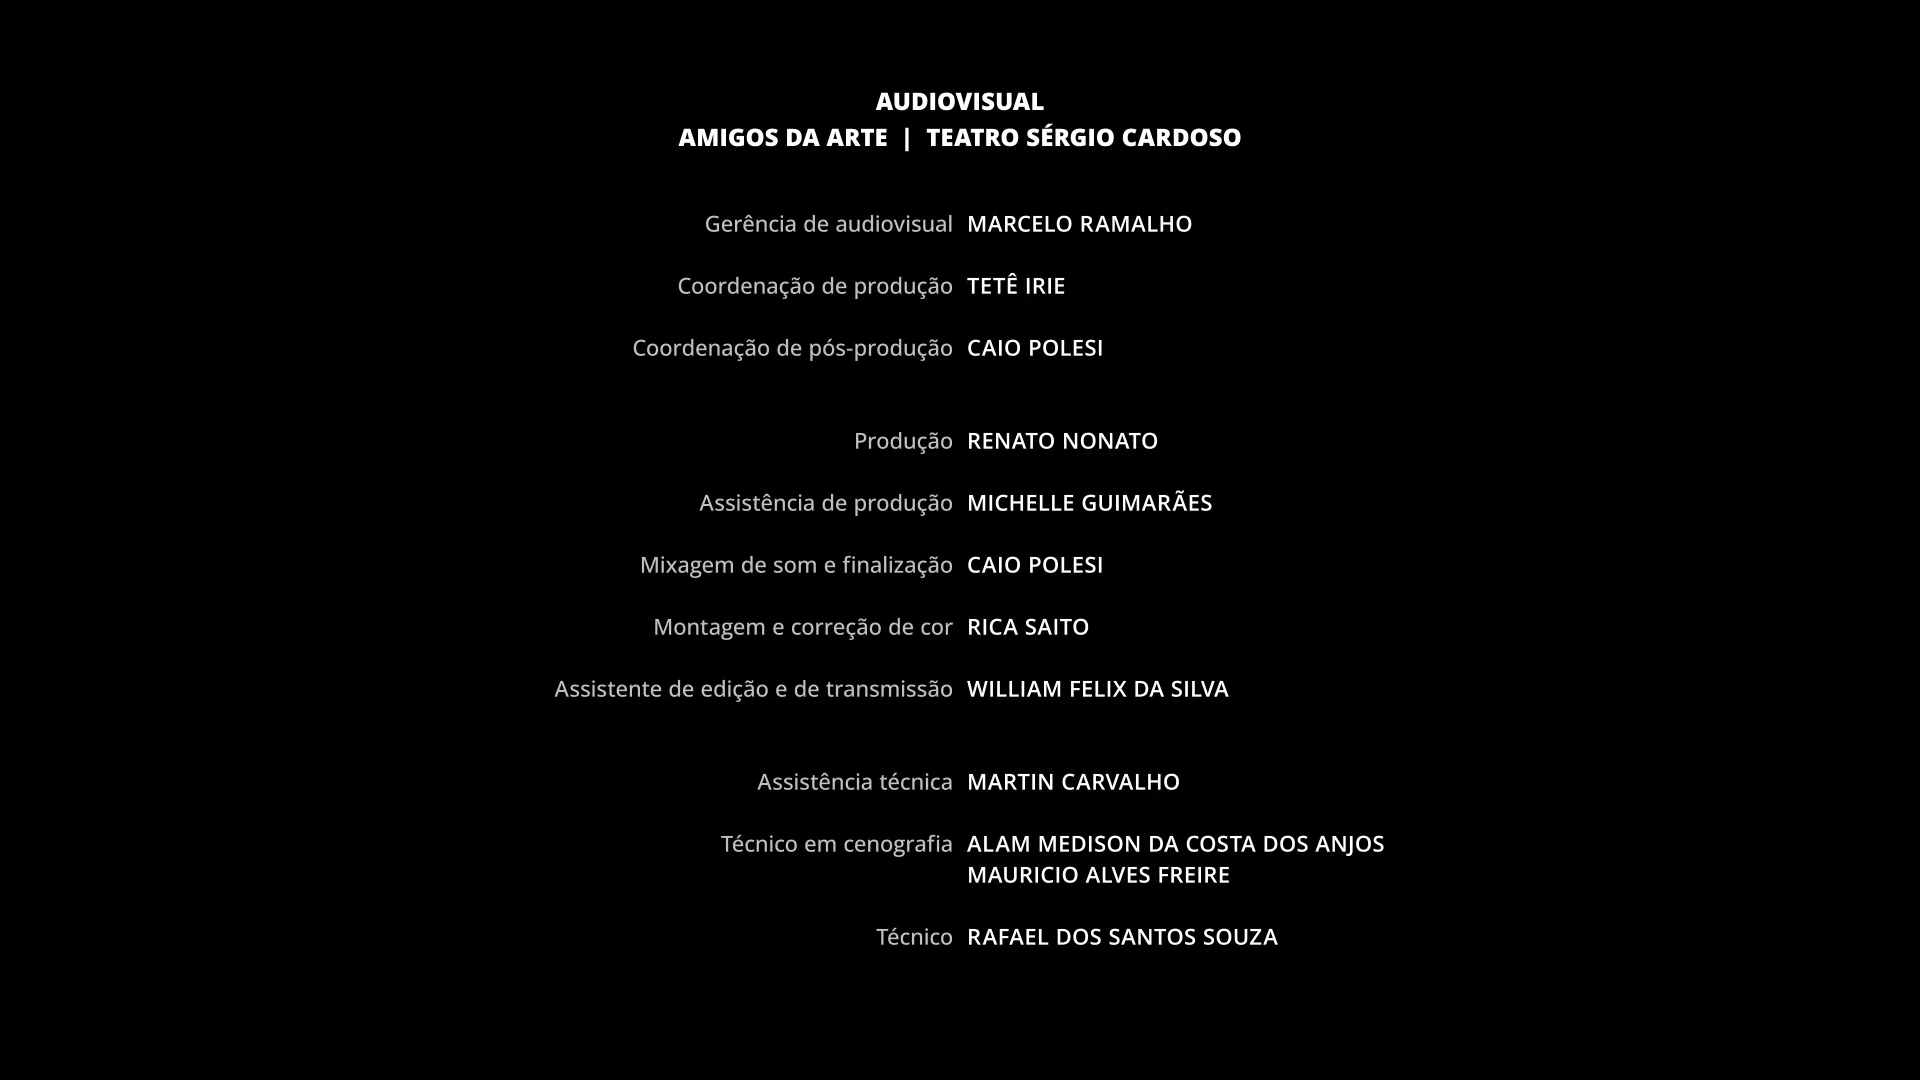 AUDIOVISUAL
AMIGOS DA ARTE | TEATRO SÉRGIO CARDOSO
Gerência de audiovisual MARCELO RAMALHO
Coordenação de produção TETÊ IRIE
Coordenação de pós-produção CAIO POLESI
Produção RENATO NONATO
Assistência de produção MICHELLE GUIMARÃES
Mixagem de som e finalização CAIO POLESI
Montagem e correção de cor RICA SAITO
Assistente de edição e de transmissão WILLIAM FELIX DA SILVA
Assistência técnica MARTIN CARVALHO
Técnico em cenografia ALAM MEDISON DA COSTA DOS ANJOS
MAURICIO ALVES FREIRE
Técnico RAFAEL DOS SANTOS SOUZA